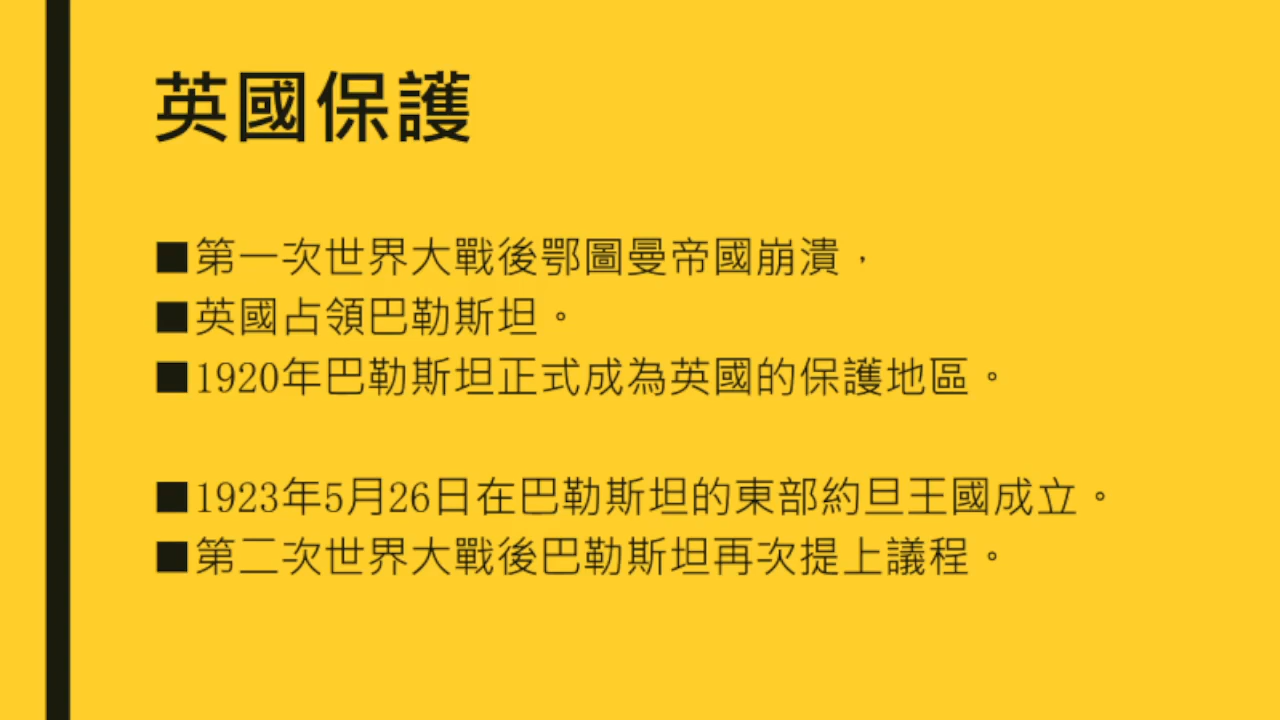 英國保護
■第一次世界大戰後鄂圖曼帝國崩潰，
■英國占領巴勒斯坦。
■1920年巴勒斯坦正式成為英國的保護地區。
■1923年5月26日在巴勒斯坦的東部約旦王國成立。
■第二次世界大戰後巴勒斯坦再次提上議程。